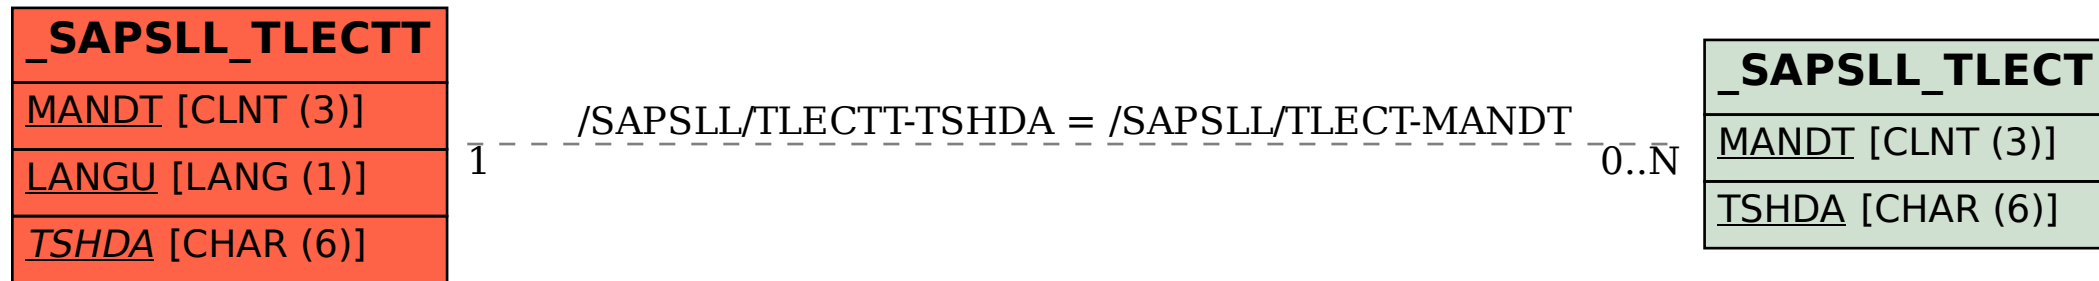 _SAPSLL_TLECTT
MANDT [CLNT (3)]
LANGU [LANG (1)]
TSHDA [CHAR (6)]
/SAPSLL/TLECTT-TSHDA = /SAPSLL/TLECT-MANDT
1
0..N
_SAPSLL_TLECT
MANDT [CLNT (3)]
TSHDA [CHAR (6)]